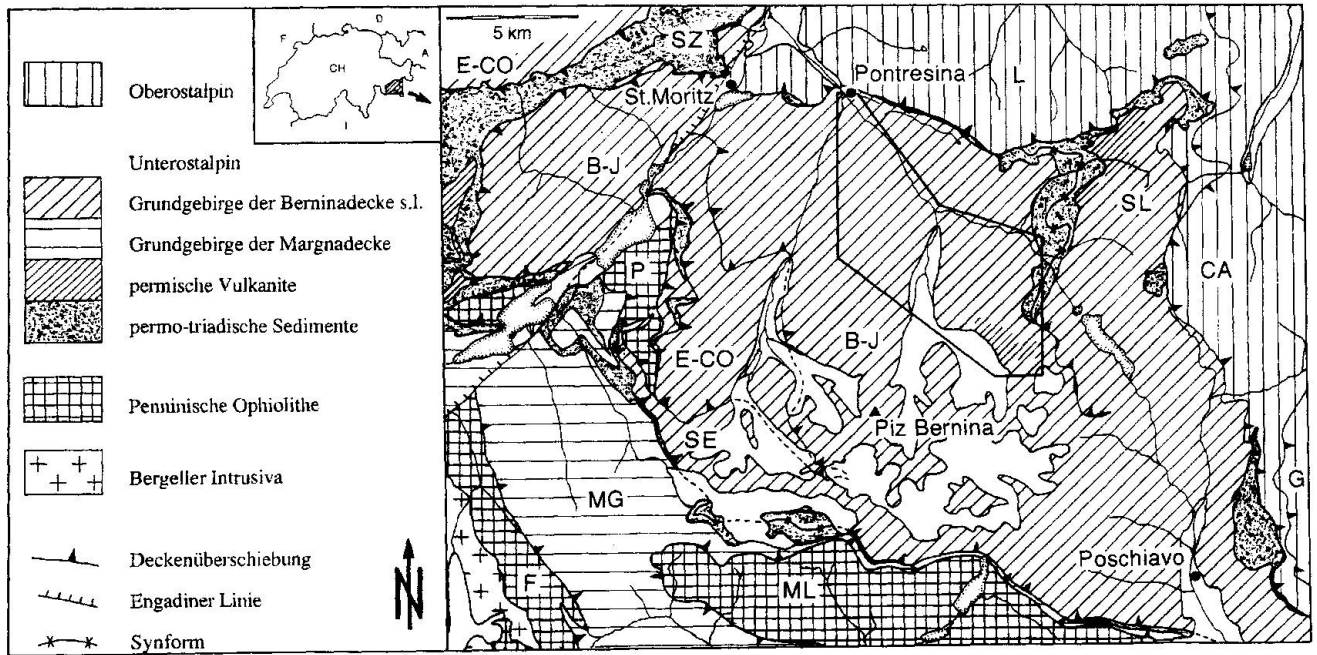 Oberostalpin
Unterostalpin
Grundgebirge der Berninadecke s.l.
Grundgebirge der Margnadecke
permische Vulkanite
permo-triadische Sedimente
Penninische Ophiolithe
Bergeller Intrusiva
Deckenüberschiebung
Engadiner Linie
Synform
N
F
D
A
CH
I
5 km
SZ
E-CO
St.Moritz
Pontresina
L
B-J
SL
P
CA
E-CO
B-J
Piz Bernina
SE
MG
G
Poschiavo
F
ML